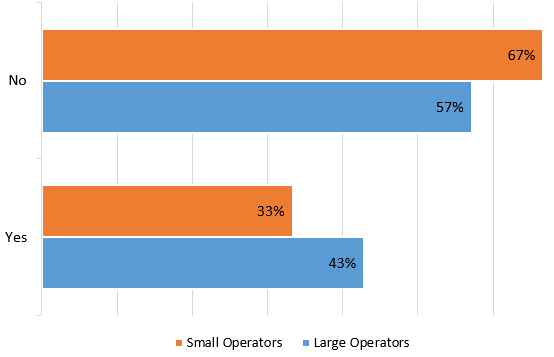 No
67%
57%
Yes
33%
43%
Small Operators
Large Operators